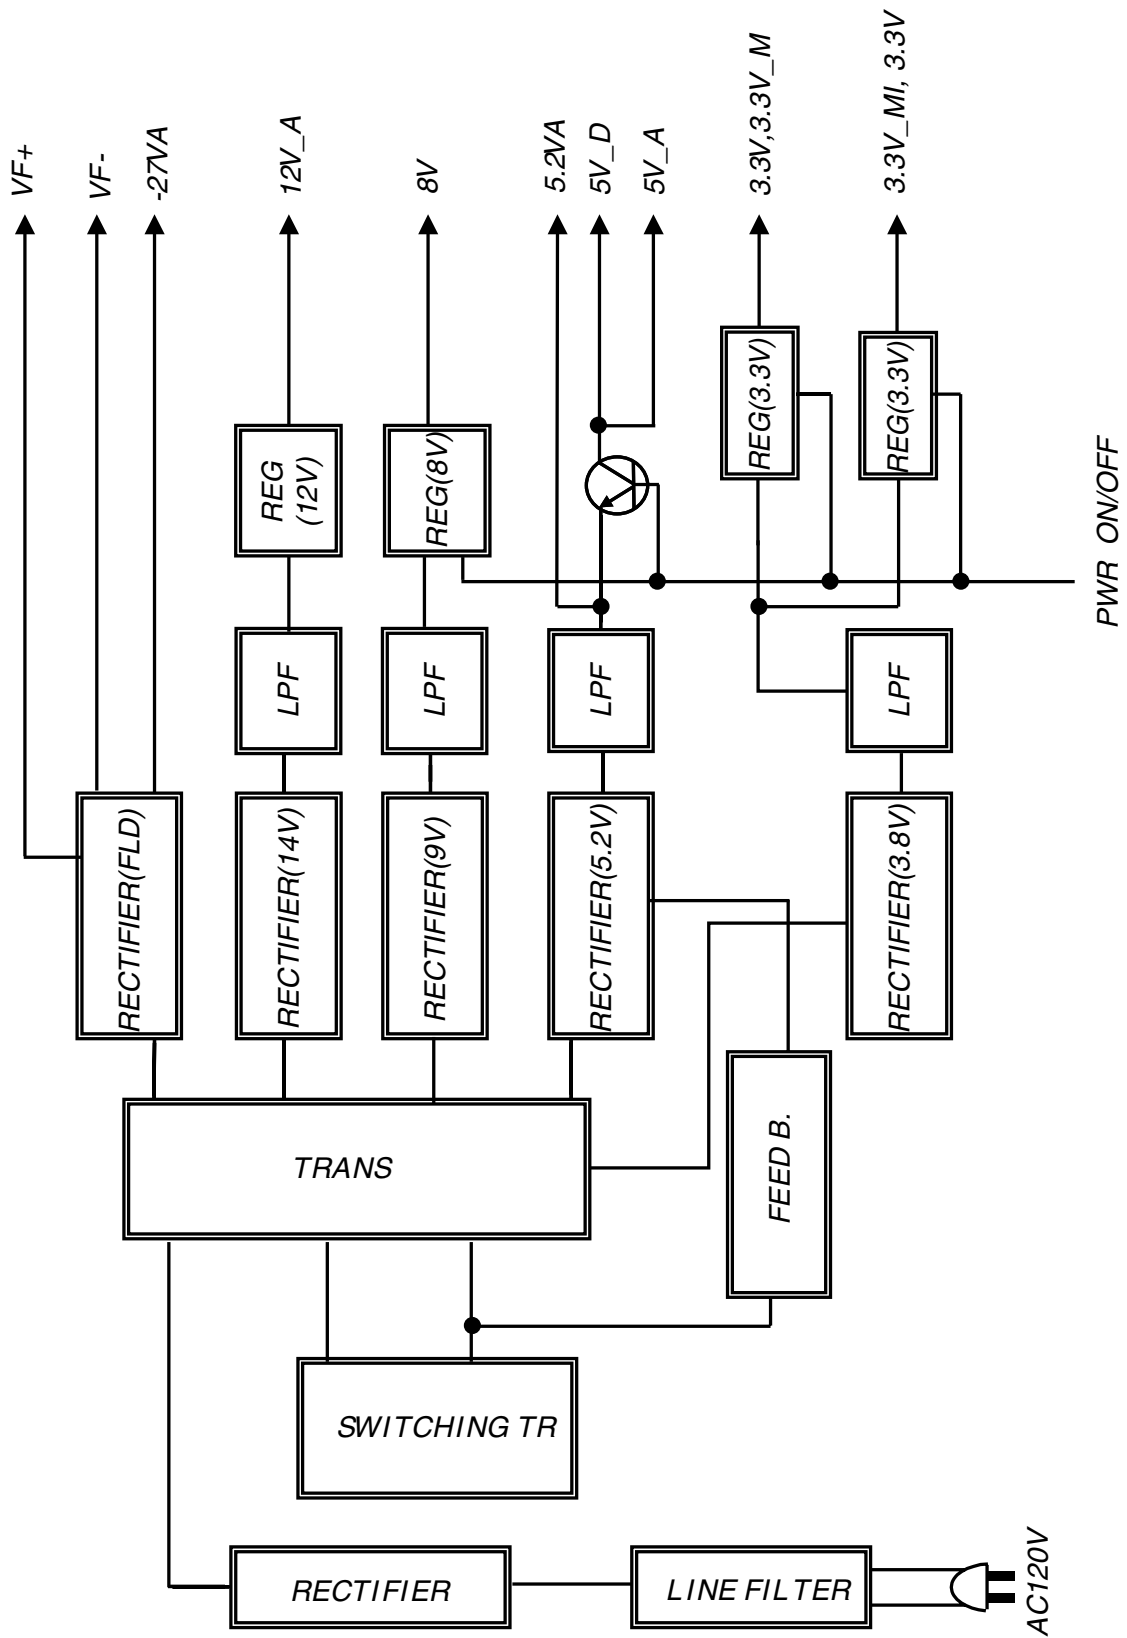 VF+
VF-
-27VA
12V_A
8V
5.2VA
5V_D
5V_A
3.3V,3.3V_M
3.3V_MI, 3.3V
REG
(12V)
REG(8V)
REG(3.3V)
REG(3.3V)
PWR ON/OFF
LPF
LPF
LPF
LPF
RECTIFIER(FLD)
RECTIFIER(14V)
RECTIFIER(9V)
RECTIFIER(5.2V)
RECTIFIER(3.8V)
TRANS
FEED B.
SWITCHING TR
RECTIFIER
LINE FILTER
AC120V